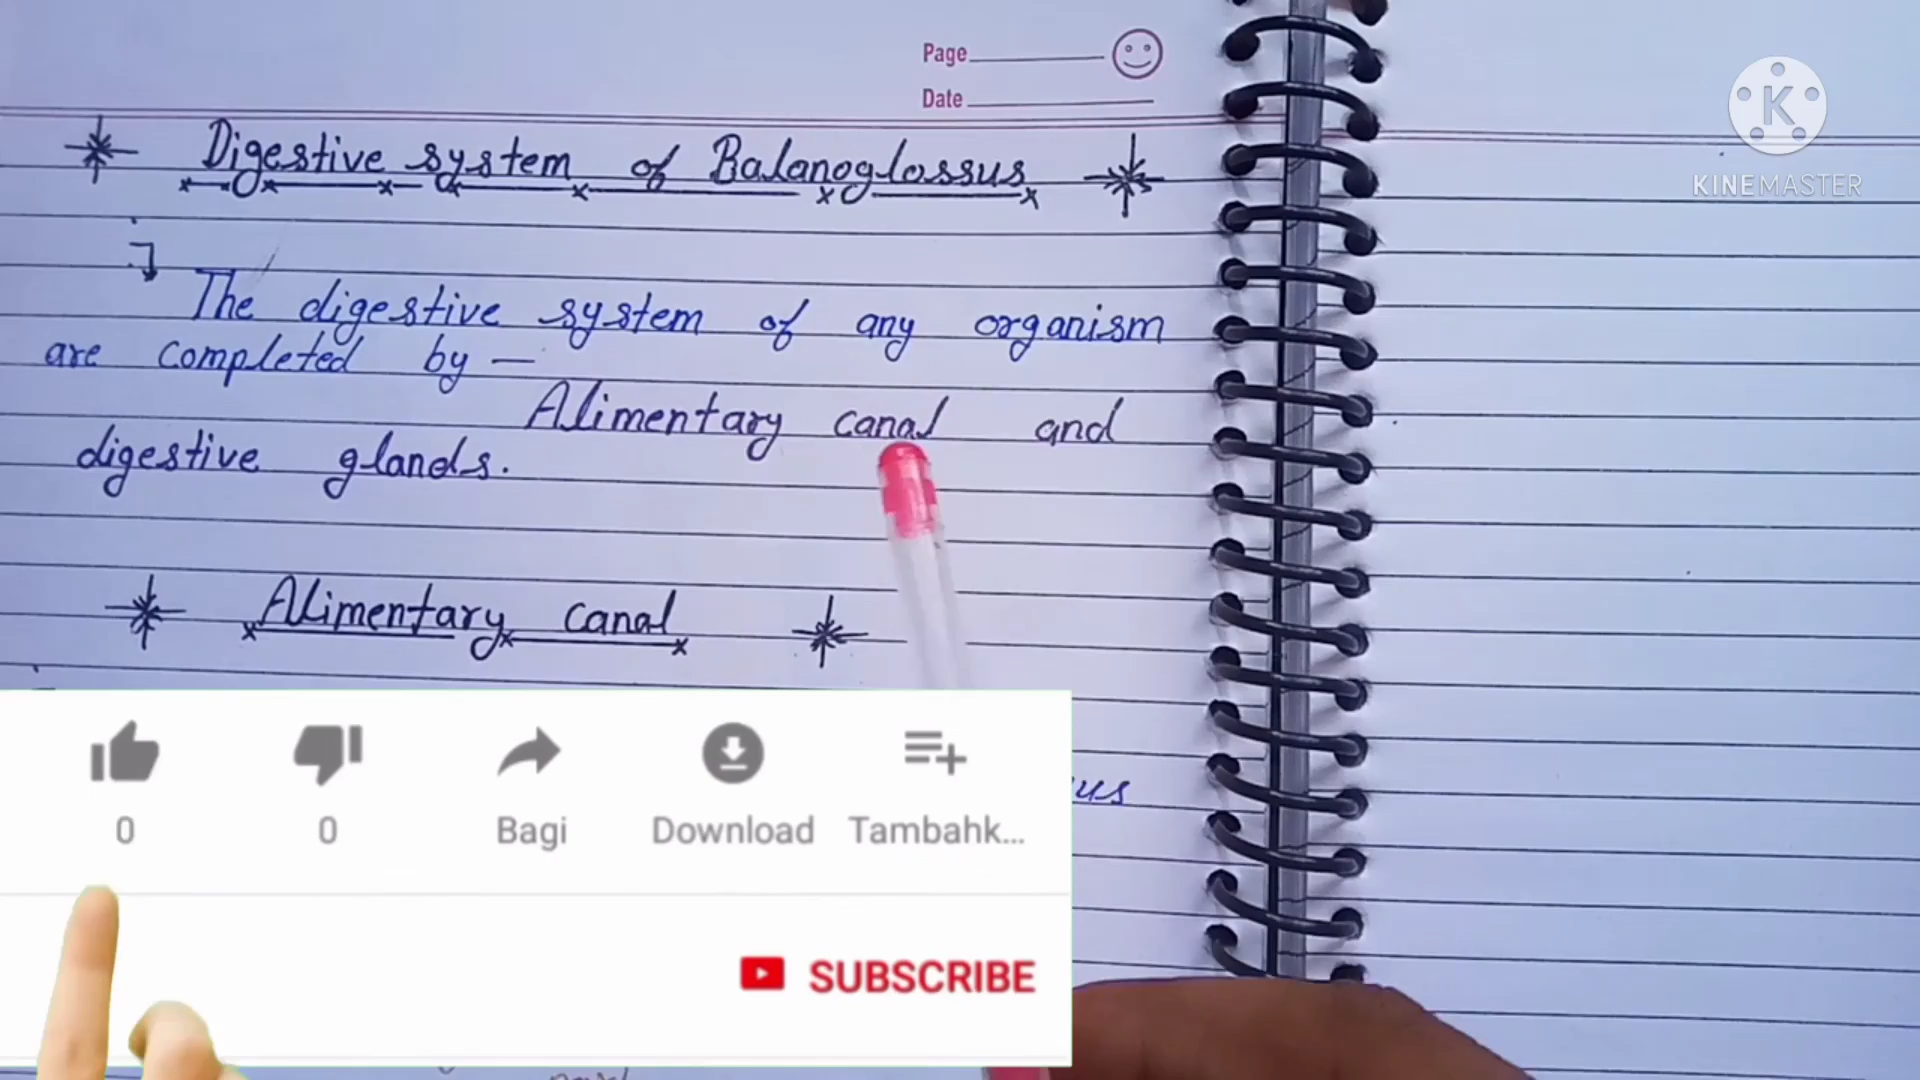 Page
Date
KINEMASTER
Digestive system of Balanoglossus
The digestive system of any organism
are completed by —
Alimentary canal and
digestive glands.
Alimentary canal
us
0 0 Bagi Download Tambahk...
SUBSCRIBE